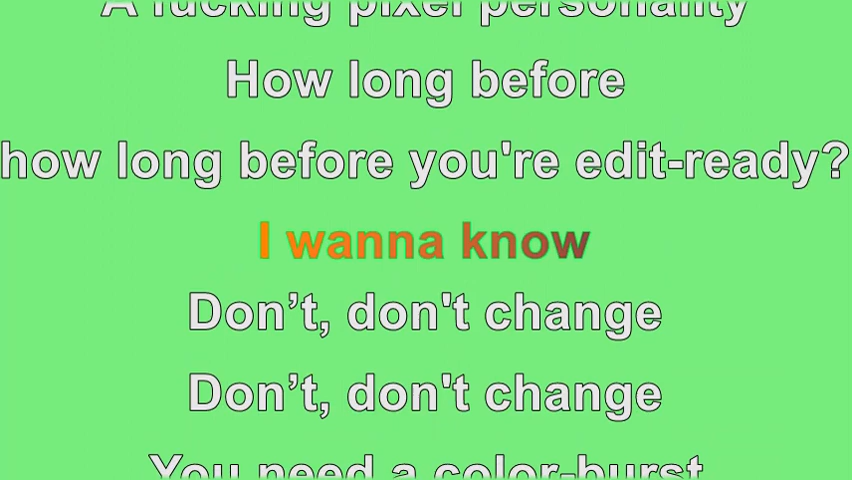 A fucking pixel personality
How long before
how long before you're edit-ready?
I wanna know
Don’t, don't change
Don’t, don't change
You need a color-burst